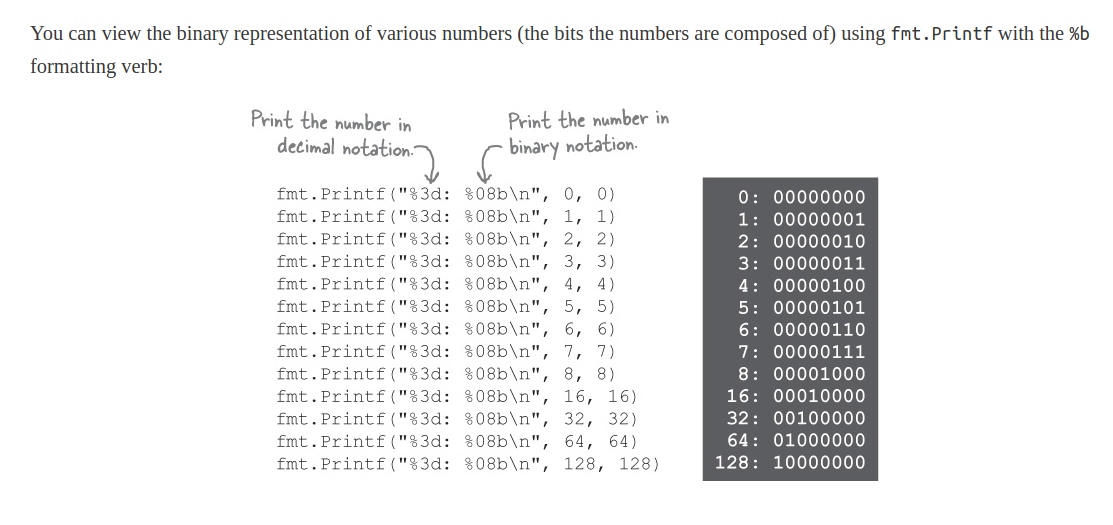 You can view the binary representation of various numbers (the bits the numbers are composed of) using fmt.Printf with the %b
formatting verb:
Print the number in
decimal notation.
Print the number in
binary notation.
fmt.Printf("%3d: %08b\n", 0, 0)
fmt.Printf("%3d: %08b\n", 1, 1)
fmt.Printf("%3d: %08b\n", 2, 2)
fmt.Printf("%3d: %08b\n", 3, 3)
fmt.Printf("%3d: %08b\n", 4, 4)
fmt.Printf("%3d: %08b\n", 5, 5)
fmt.Printf("%3d: %08b\n", 6, 6)
fmt.Printf("%3d: %08b\n", 7, 7)
fmt.Printf("%3d: %08b\n", 8, 8)
fmt.Printf("%3d: %08b\n", 16, 16)
fmt.Printf("%3d: %08b\n", 32, 32)
fmt.Printf("%3d: %08b\n", 64, 64)
fmt.Printf("%3d: %08b\n", 128, 128)
0: 00000000
1: 00000001
2: 00000010
3: 00000011
4: 00000100
5: 00000101
6: 00000110
7: 00000111
8: 00001000
16: 00010000
32: 00100000
64: 01000000
128: 10000000